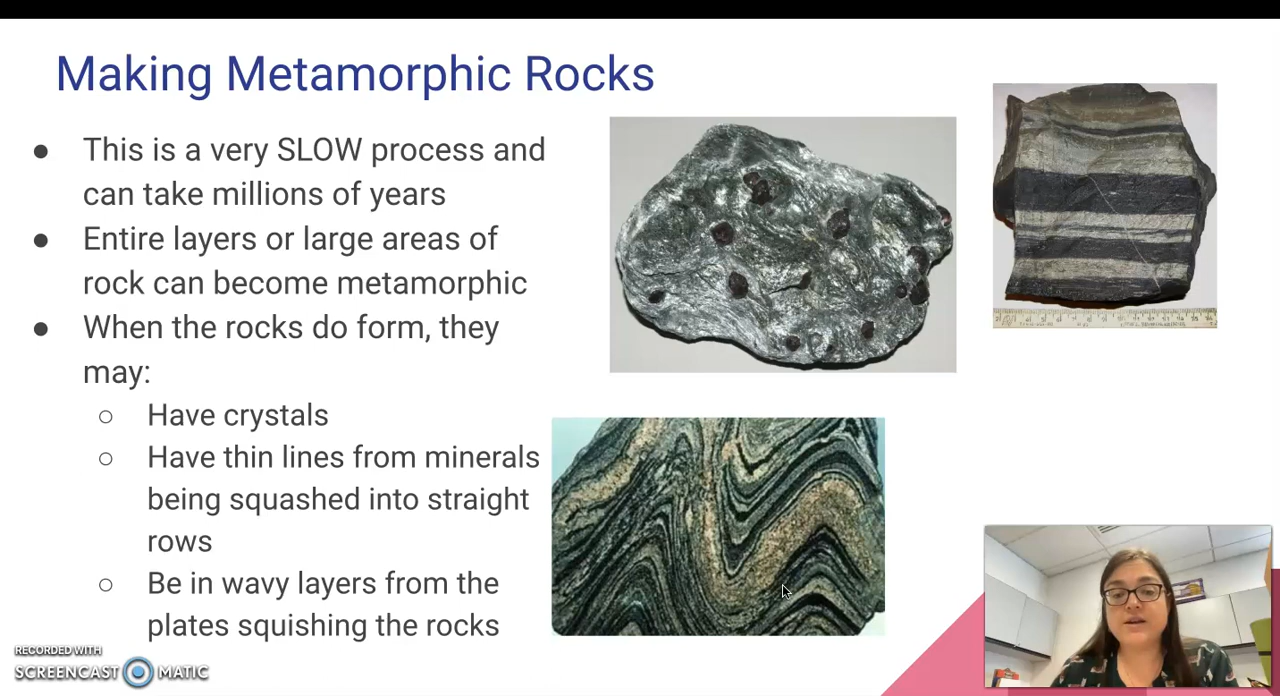 Making Metamorphic Rocks
● This is a very SLOW process and
can take millions of years
● Entire layers or large areas of
rock can become metamorphic
● When the rocks do form, they
may:
○ Have crystals
○ Have thin lines from minerals
being squashed into straight
rows
○ Be in wavy layers from the
plates squishing the rocks
RECORDED WITH
SCREENCAST MATIC